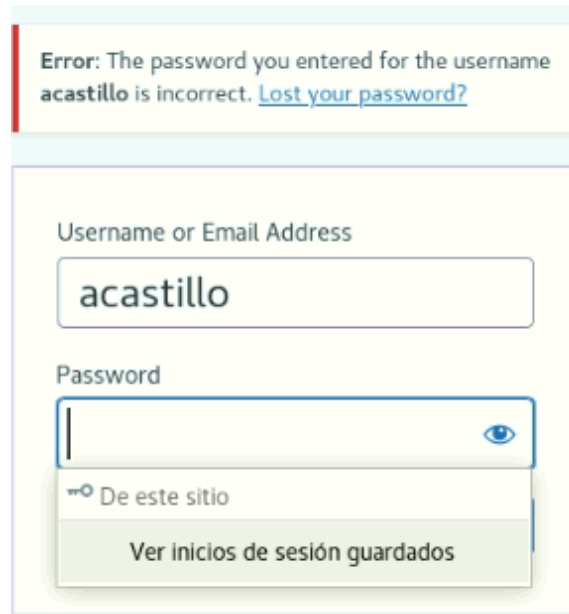 Error: The password you entered for the username
acastillo is incorrect. Lost your password?
Username or Email Address
acastillo
Password
De este sitio
Ver inicios de sesión guardados